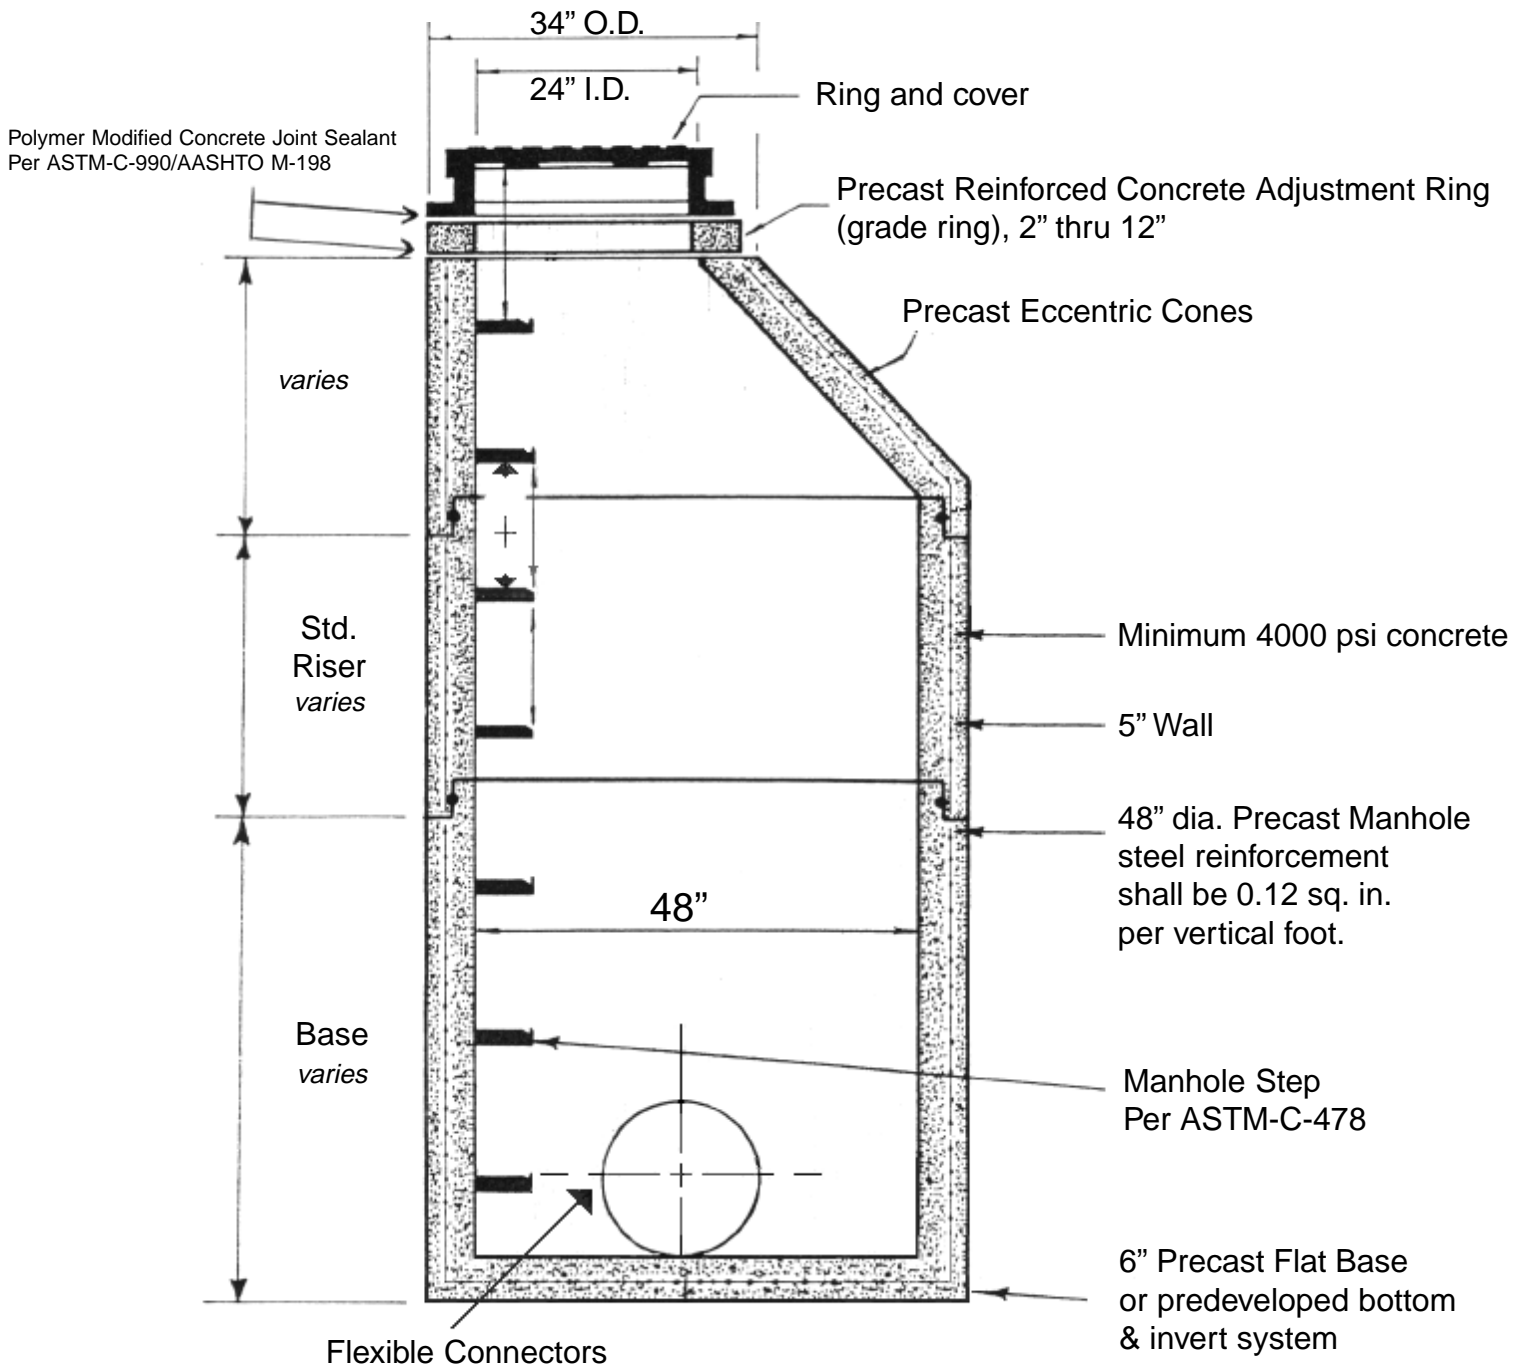 34” O.D.
24” I.D.
Ring and cover
Polymer Modified Concrete Joint Sealant
Per ASTM-C-990/AASHTO M-198
Precast Reinforced Concrete Adjustment Ring
(grade ring), 2” thru 12”
Precast Eccentric Cones
varies
Std.
Riser
varies
Minimum 4000 psi concrete
5” Wall
48” dia. Precast Manhole
steel reinforcement
shall be 0.12 sq. in.
per vertical foot.
48”
Base
varies
Manhole Step
Per ASTM-C-478
6” Precast Flat Base
or predeveloped bottom
& invert system
Flexible Connectors